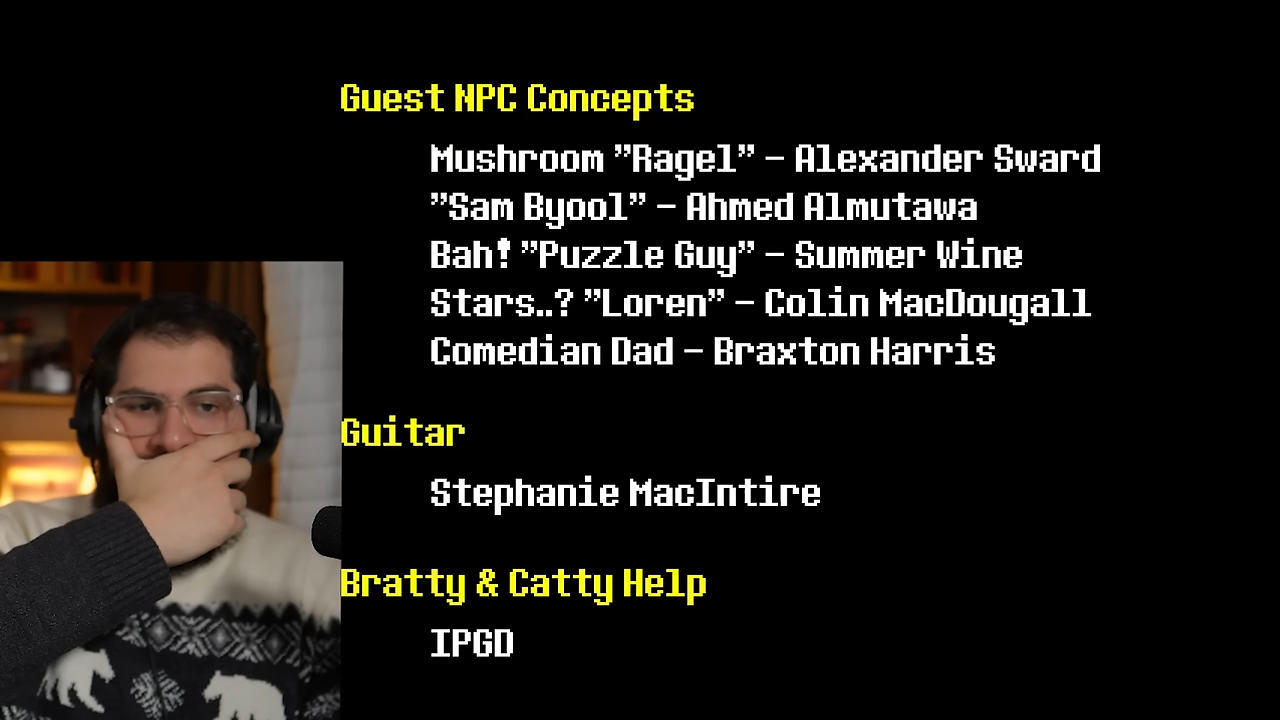 Guest NPC Concepts
Mushroom ”Ragel” - Alexander Sward
”Sam Byool” - Ahmed Almutawa
Bah! ”Puzzle Guy” - Summer Wine
Stars..? ”Loren” - Colin MacDougall
Comedian Dad - Braxton Harris
Guitar
Stephanie MacIntire
Bratty & Catty Help
IPGD